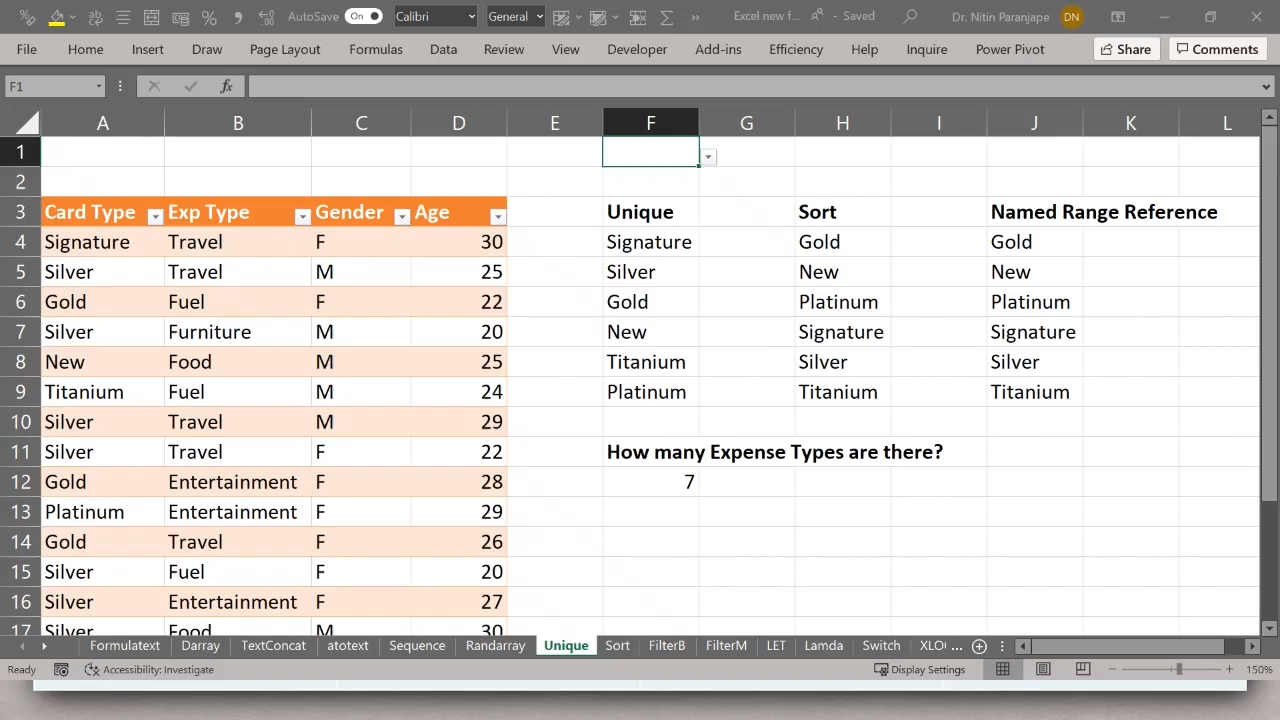 AutoSave On Calibri General Excel new f... - Saved Dr. Nitin Paranjape DN
File Home Insert Draw Page Layout Formulas Data Review View Developer Add-ins Efficiency Help Inquire Power Pivot Share Comments
F1 fx
A B C D E F G H I J K L
1
2
3 Card Type Exp Type Gender Age Unique Sort Named Range Reference
4 Signature Travel F 30 Signature Gold Gold
5 Silver Travel M 25 Silver New New
6 Gold Fuel F 22 Gold Platinum Platinum
7 Silver Furniture M 20 New Signature Signature
8 New Food M 25 Titanium Silver Silver
9 Titanium Fuel M 24 Platinum Titanium Titanium
10 Silver Travel M 29
11 Silver Travel F 22 How many Expense Types are there?
12 Gold Entertainment F 28 7
13 Platinum Entertainment F 29
14 Gold Travel F 26
15 Silver Fuel F 20
16 Silver Entertainment F 27
17 Silver Food M 30
Formulatext Darray TextConcat atotext Sequence Randarray Unique Sort FilterB FilterM LET Lamda Switch XLO ...
Ready Accessibility: Investigate Display Settings 150%